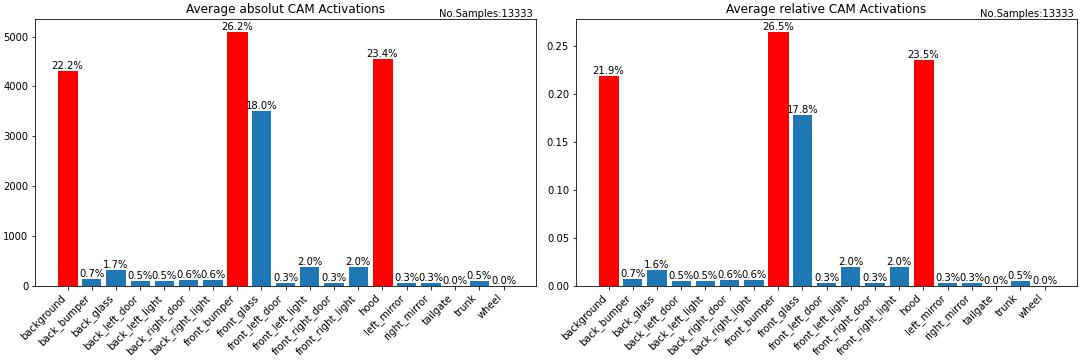 Average absolut CAM Activations
No.Samples:13333
5000
4000
3000
2000
1000
0
22.2%
0.7%
1.7%
0.5%
0.5%
0.6%
0.6%
26.2%
18.0%
0.3%
2.0%
0.3%
2.0%
23.4%
0.3%
0.3%
0.0%
0.5%
0.0%
background
back_bumper
back_glass
back_left_door
back_left_light
back_right_door
back_right_light
front_bumper
front_glass
front_left_door
front_left_light
front_right_door
front_right_light
hood
left_mirror
right_mirror
tailgate
trunk
wheel
Average relative CAM Activations
No.Samples:13333
0.25
0.20
0.15
0.10
0.05
0.00
21.9%
0.7%
1.6%
0.5%
0.5%
0.6%
0.6%
26.5%
17.8%
0.3%
2.0%
0.3%
2.0%
23.5%
0.3%
0.3%
0.0%
0.5%
0.0%
background
back_bumper
back_glass
back_left_door
back_left_light
back_right_door
back_right_light
front_bumper
front_glass
front_left_door
front_left_light
front_right_door
front_right_light
hood
left_mirror
right_mirror
tailgate
trunk
wheel